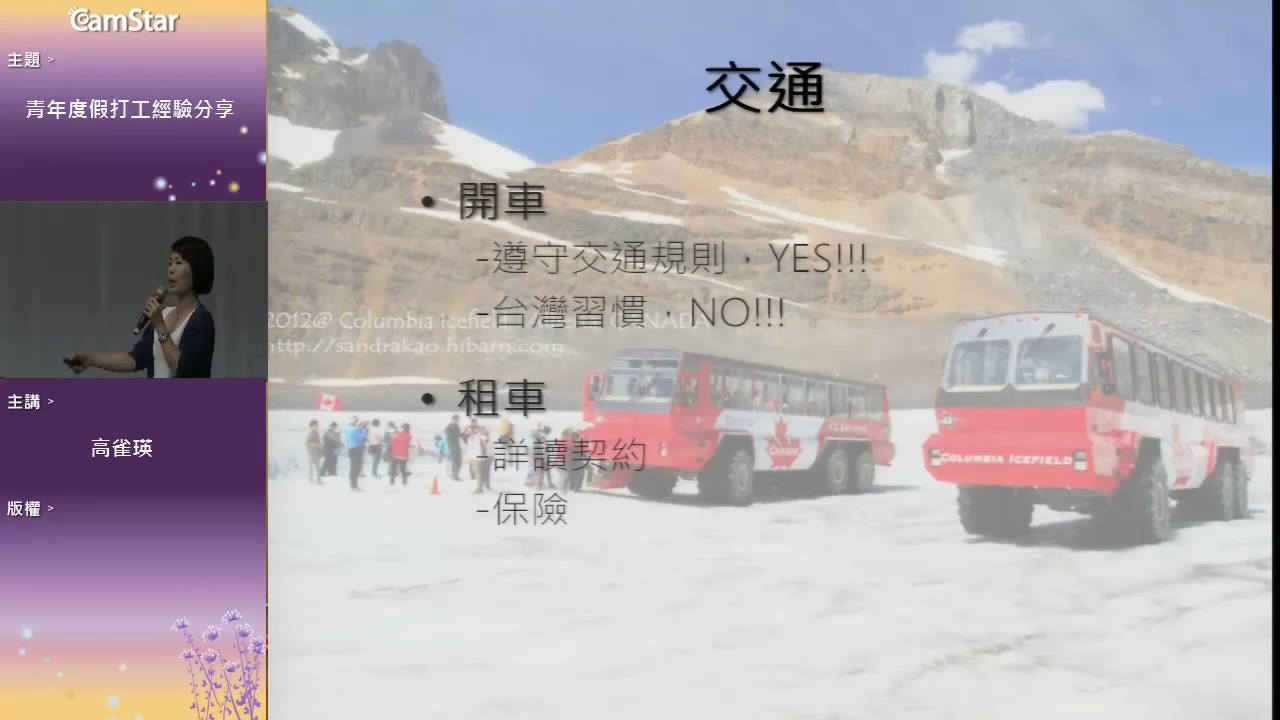 CamStar
主題 >
青年度假打工經驗分享
主講 >
高雀瑛
版權 >
交通
• 開車
-遵守交通規則，YES!!!
-台灣習慣，NO!!!
2012@ Columbia Icefield
CANADA
http://sandrakao.hibarn.com
• 租車
-詳讀契約
-保險
CANADA
COLUMBIA ICEFIELD